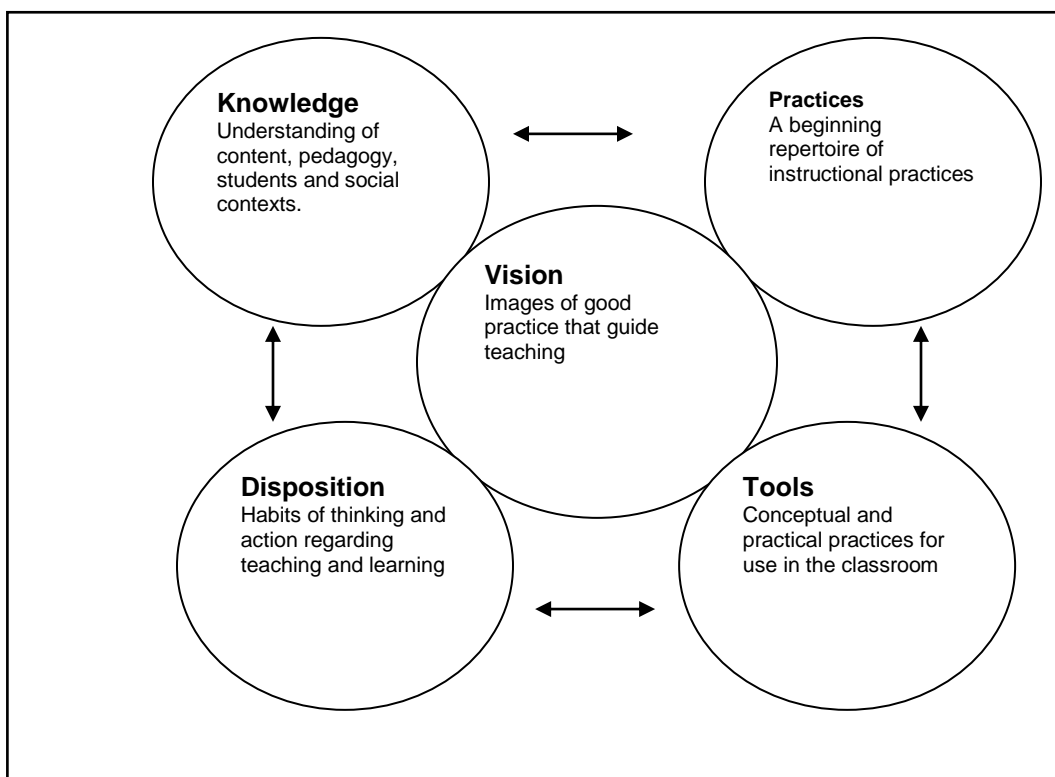 Knowledge
Understanding of
content, pedagogy,
students and social
contexts.
Practices
A beginning
repertoire of
instructional practices
Vision
Images of good
practice that guide
teaching
Disposition
Habits of thinking and
action regarding
teaching and learning
Tools
Conceptual and
practical practices for
use in the classroom